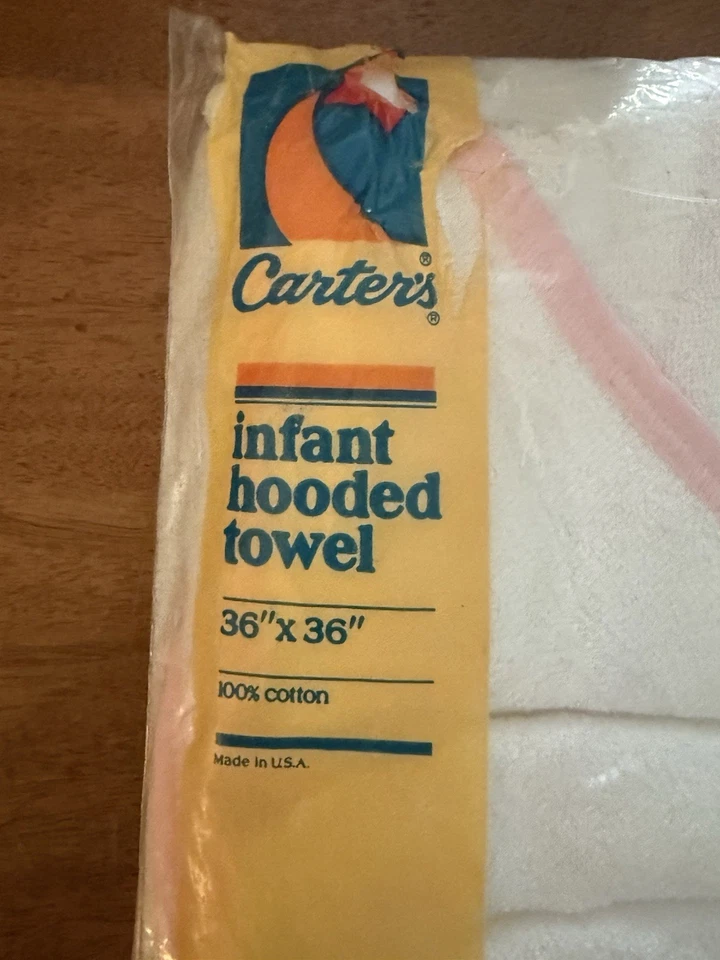 Carter's®
®
infant
hooded
towel
36"x 36"
100% cotton
Made in U.S.A.